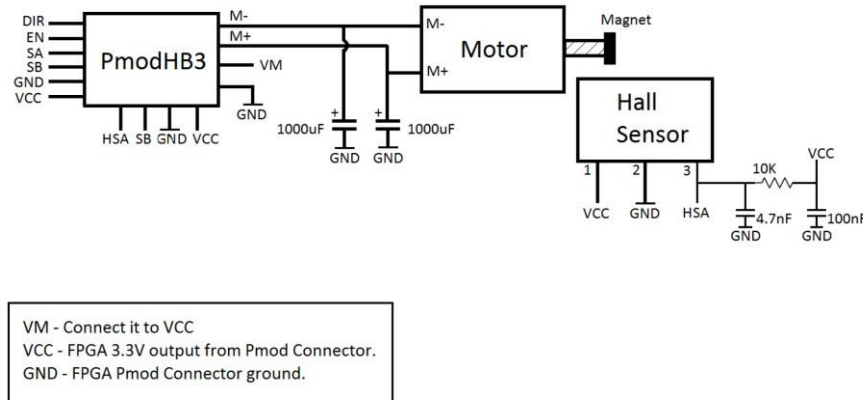 DIR
EN
SA
SB
GND
VCC
PmodHB3
M-
M+
VM
GND
HSA SB GND VCC
+
1000uF
GND
+
1000uF
GND
M-
M+
Motor
Magnet
Hall
Sensor
1 2 3
VCC GND HSA
10K
VCC
4.7nF
GND
100nF
GND
VM - Connect it to VCC
VCC - FPGA 3.3V output from Pmod Connector.
GND - FPGA Pmod Connector ground.